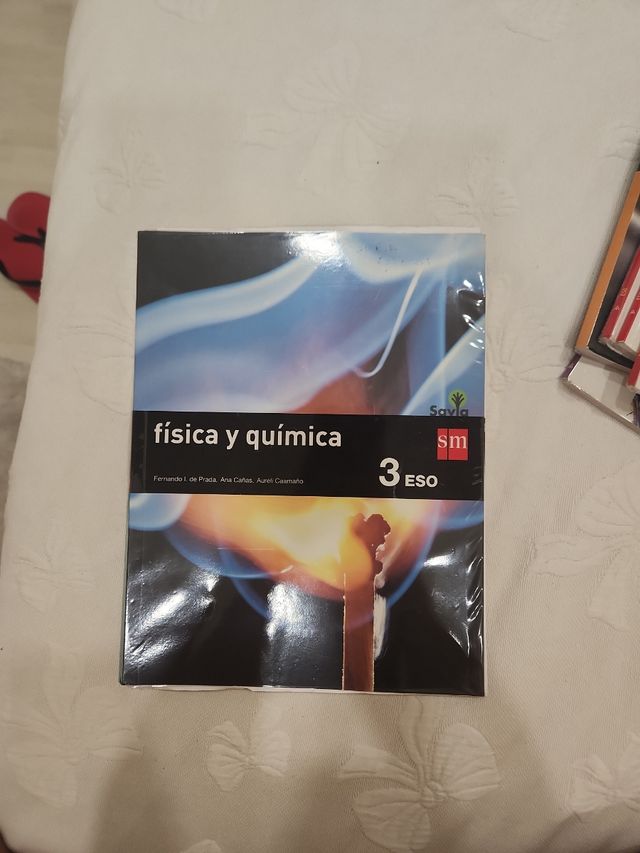 Savia
física y química
sm
Fernando I. de Prada, Ana Cañas, Aureli Caamaño
3 ESO